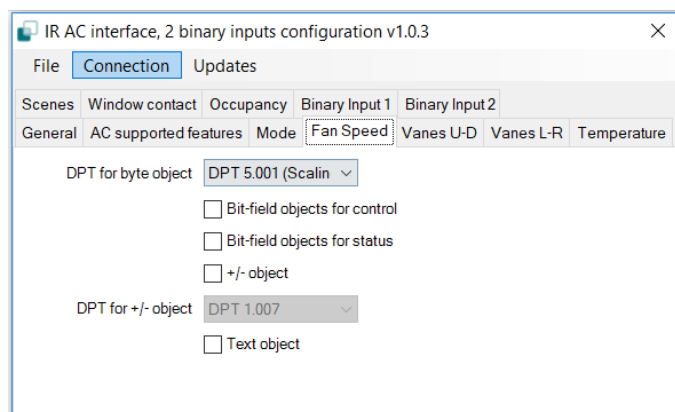 IR AC interface, 2 binary inputs configuration v1.0.3
File Connection Updates
Scenes Window contact Occupancy Binary Input 1 Binary Input 2
General AC supported features Mode Fan Speed Vanes U-D Vanes L-R Temperature
DPT for byte object DPT 5.001 (Scalin
Bit-field objects for control
Bit-field objects for status
+/- object
DPT for +/- object DPT 1.007
Text object